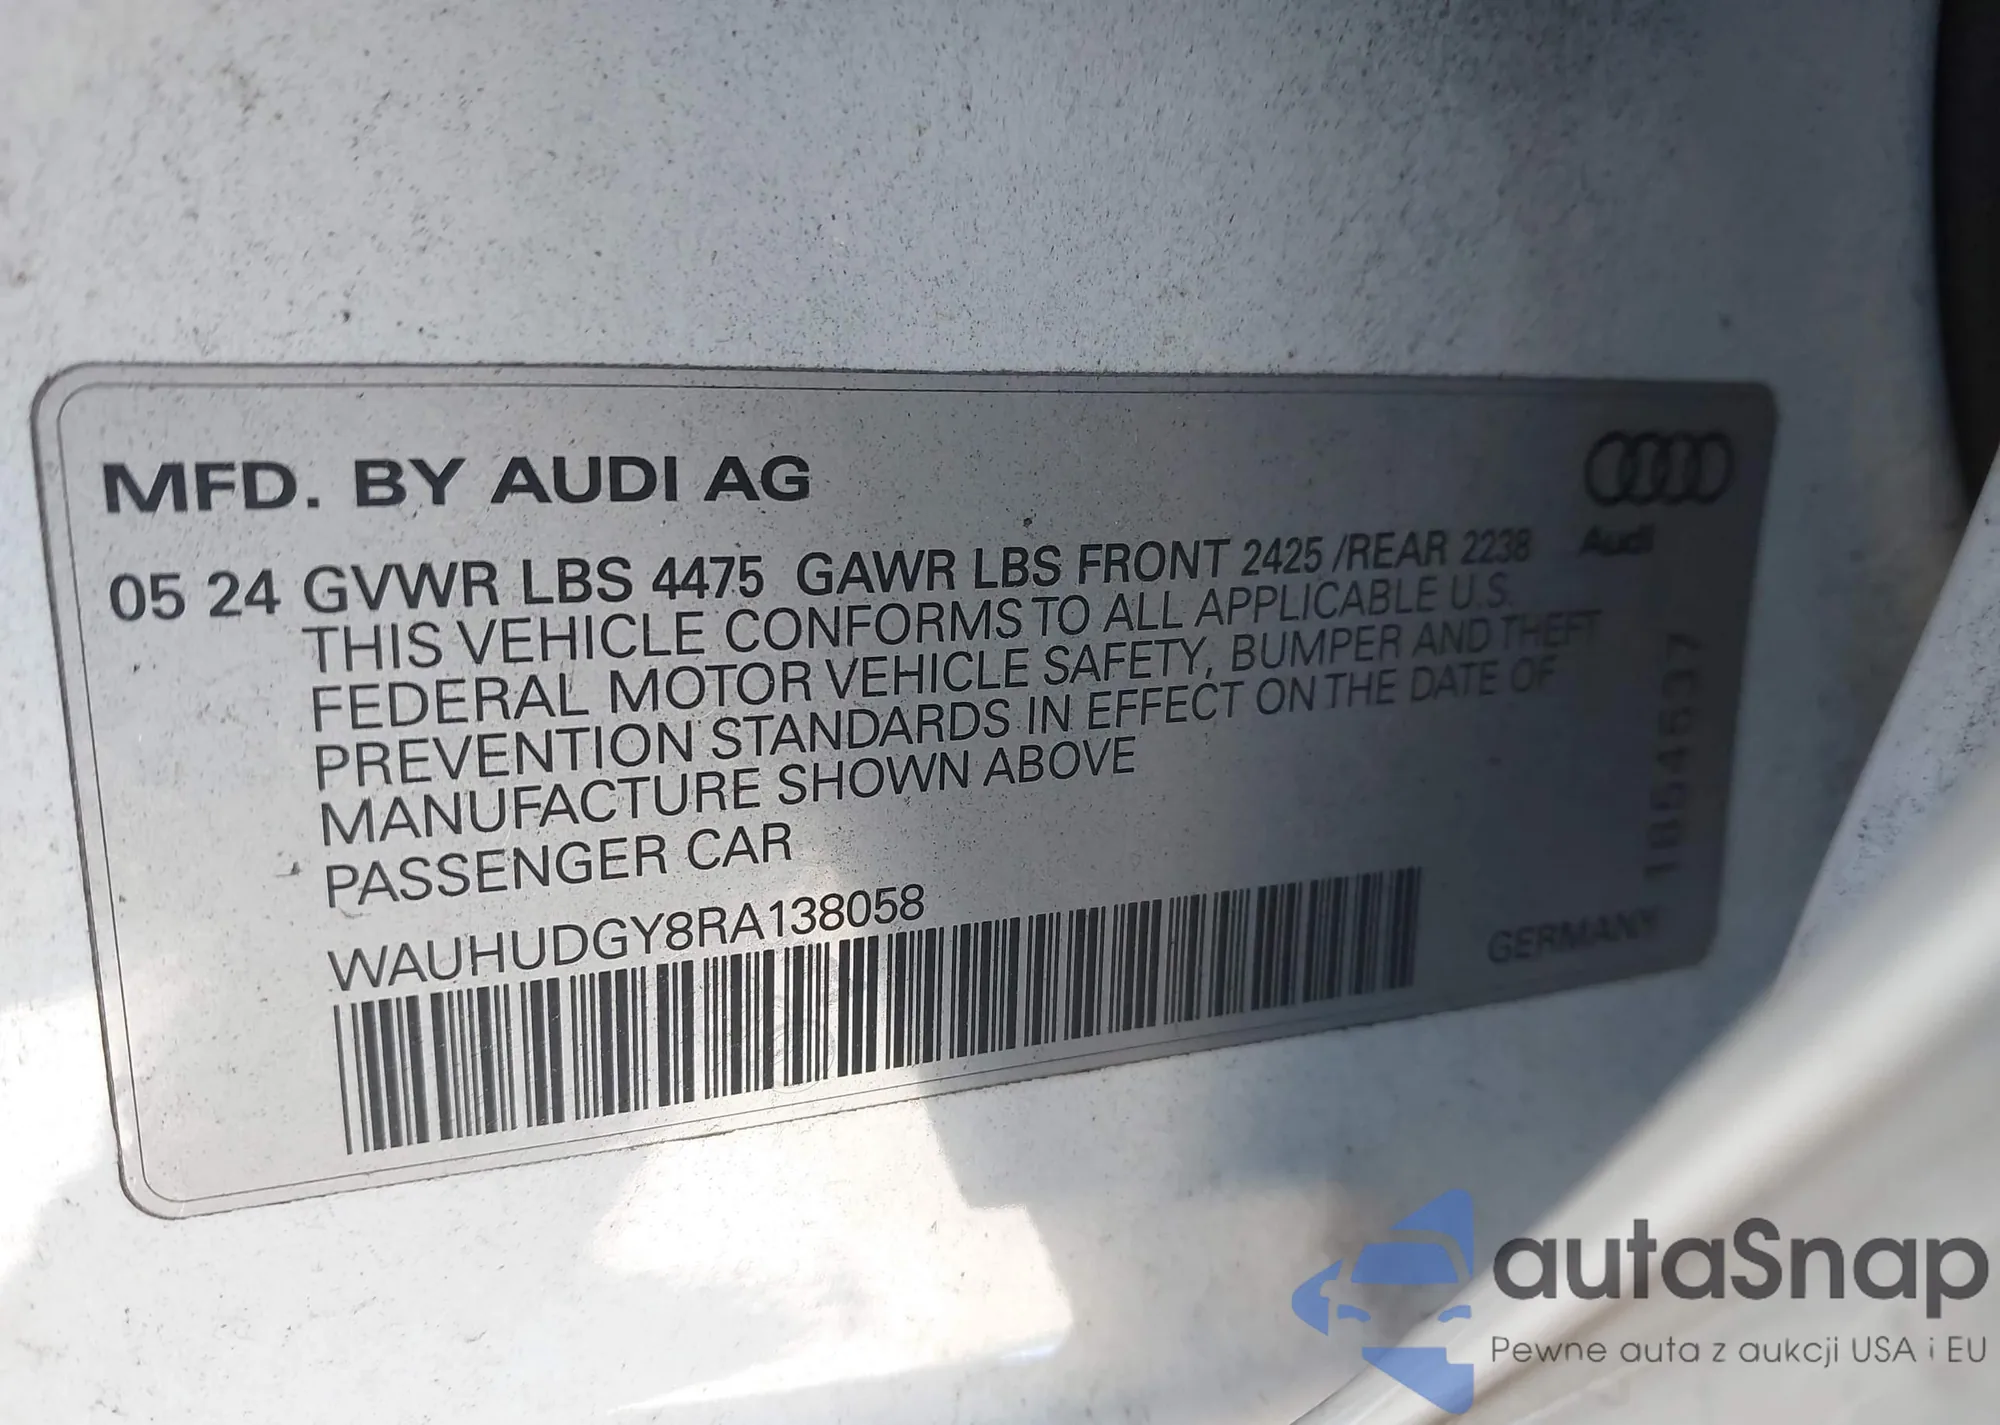 MFD. BY AUDI AG
Audi
05 24 GVWR LBS 4475 GAWR LBS FRONT 2425 /REAR 2238
THIS VEHICLE CONFORMS TO ALL APPLICABLE U.S.
FEDERAL MOTOR VEHICLE SAFETY, BUMPER AND THEFT
PREVENTION STANDARDS IN EFFECT ON THE DATE OF
MANUFACTURE SHOWN ABOVE
PASSENGER CAR
WAUHUDGY8RA138058
GERMANY
1854537
autaSnap
Pewne auta z aukcji USA i EU